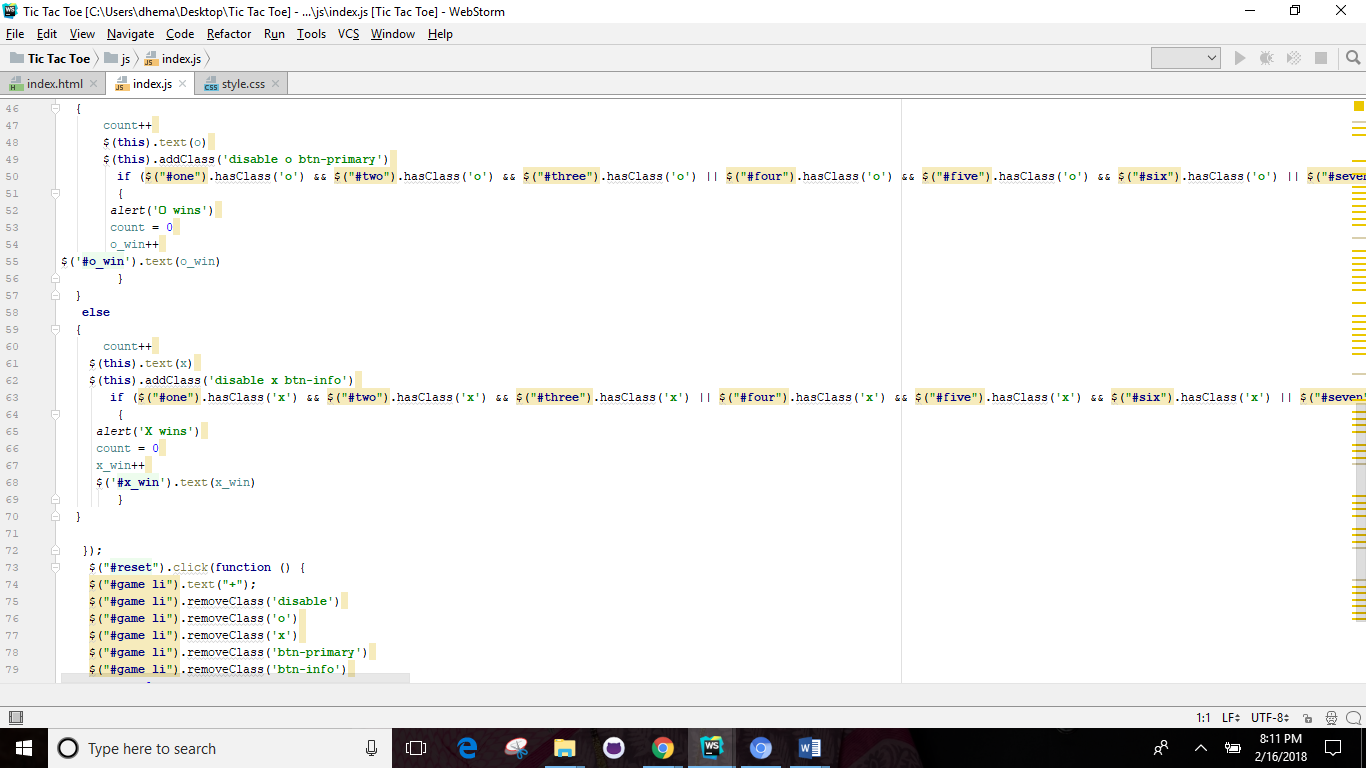 Tic Tac Toe [C:\Users\dhema\Desktop\Tic Tac Toe] - ...\js\index.js [Tic Tac Toe] - WebStorm
File Edit View Navigate Code Refactor Run Tools VCS Window Help
Tic Tac Toe js index.js
index.html index.js style.css
46 {
47 count++
48 $(this).text(o)
49 $(this).addClass('disable o btn-primary')
50 if ($("#one").hasClass('o') && $("#two").hasClass('o') && $("#three").hasClass('o') || $("#four").hasClass('o') && $("#five").hasClass('o') && $("#six").hasClass('o') || $("#seven
51 {
52 alert('O wins')
53 count = 0
54 o_win++
55 $('#o_win').text(o_win)
56 }
57 }
58 else
59 {
60 count++
61 $(this).text(x)
62 $(this).addClass('disable x btn-info')
63 if ($("#one").hasClass('x') && $("#two").hasClass('x') && $("#three").hasClass('x') || $("#four").hasClass('x') && $("#five").hasClass('x') && $("#six").hasClass('x') || $("#seven"
64 {
65 alert('X wins')
66 count = 0
67 x_win++
68 $('#x_win').text(x_win)
69 }
70 }
71
72 });
73 $("#reset").click(function () {
74 $("#game li").text("+");
75 $("#game li").removeClass('disable')
76 $("#game li").removeClass('o')
77 $("#game li").removeClass('x')
78 $("#game li").removeClass('btn-primary')
79 $("#game li").removeClass('btn-info')
1:1 LF UTF-8
Type here to search
8:11 PM
2/16/2018